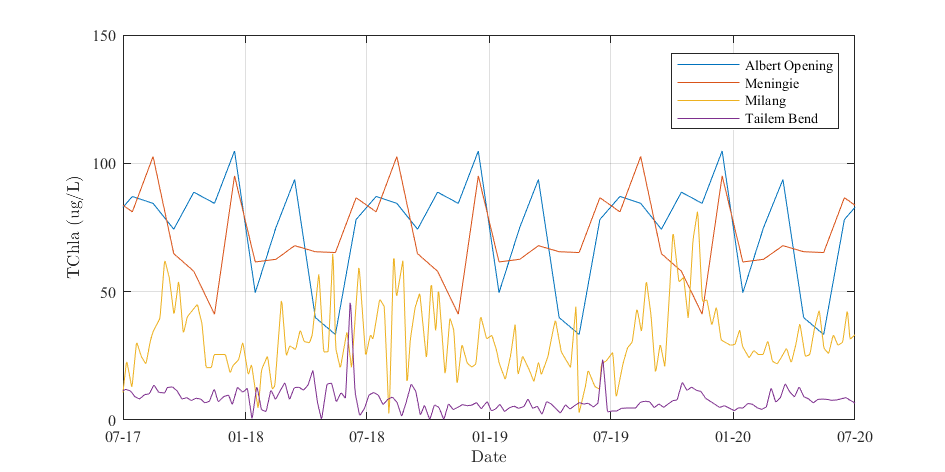 150
100
50
0
TChla (ug/L)
Albert Opening
Meningie
Milang
Tailem Bend
07-17 01-18 07-18 01-19 07-19 01-20 07-20
Date